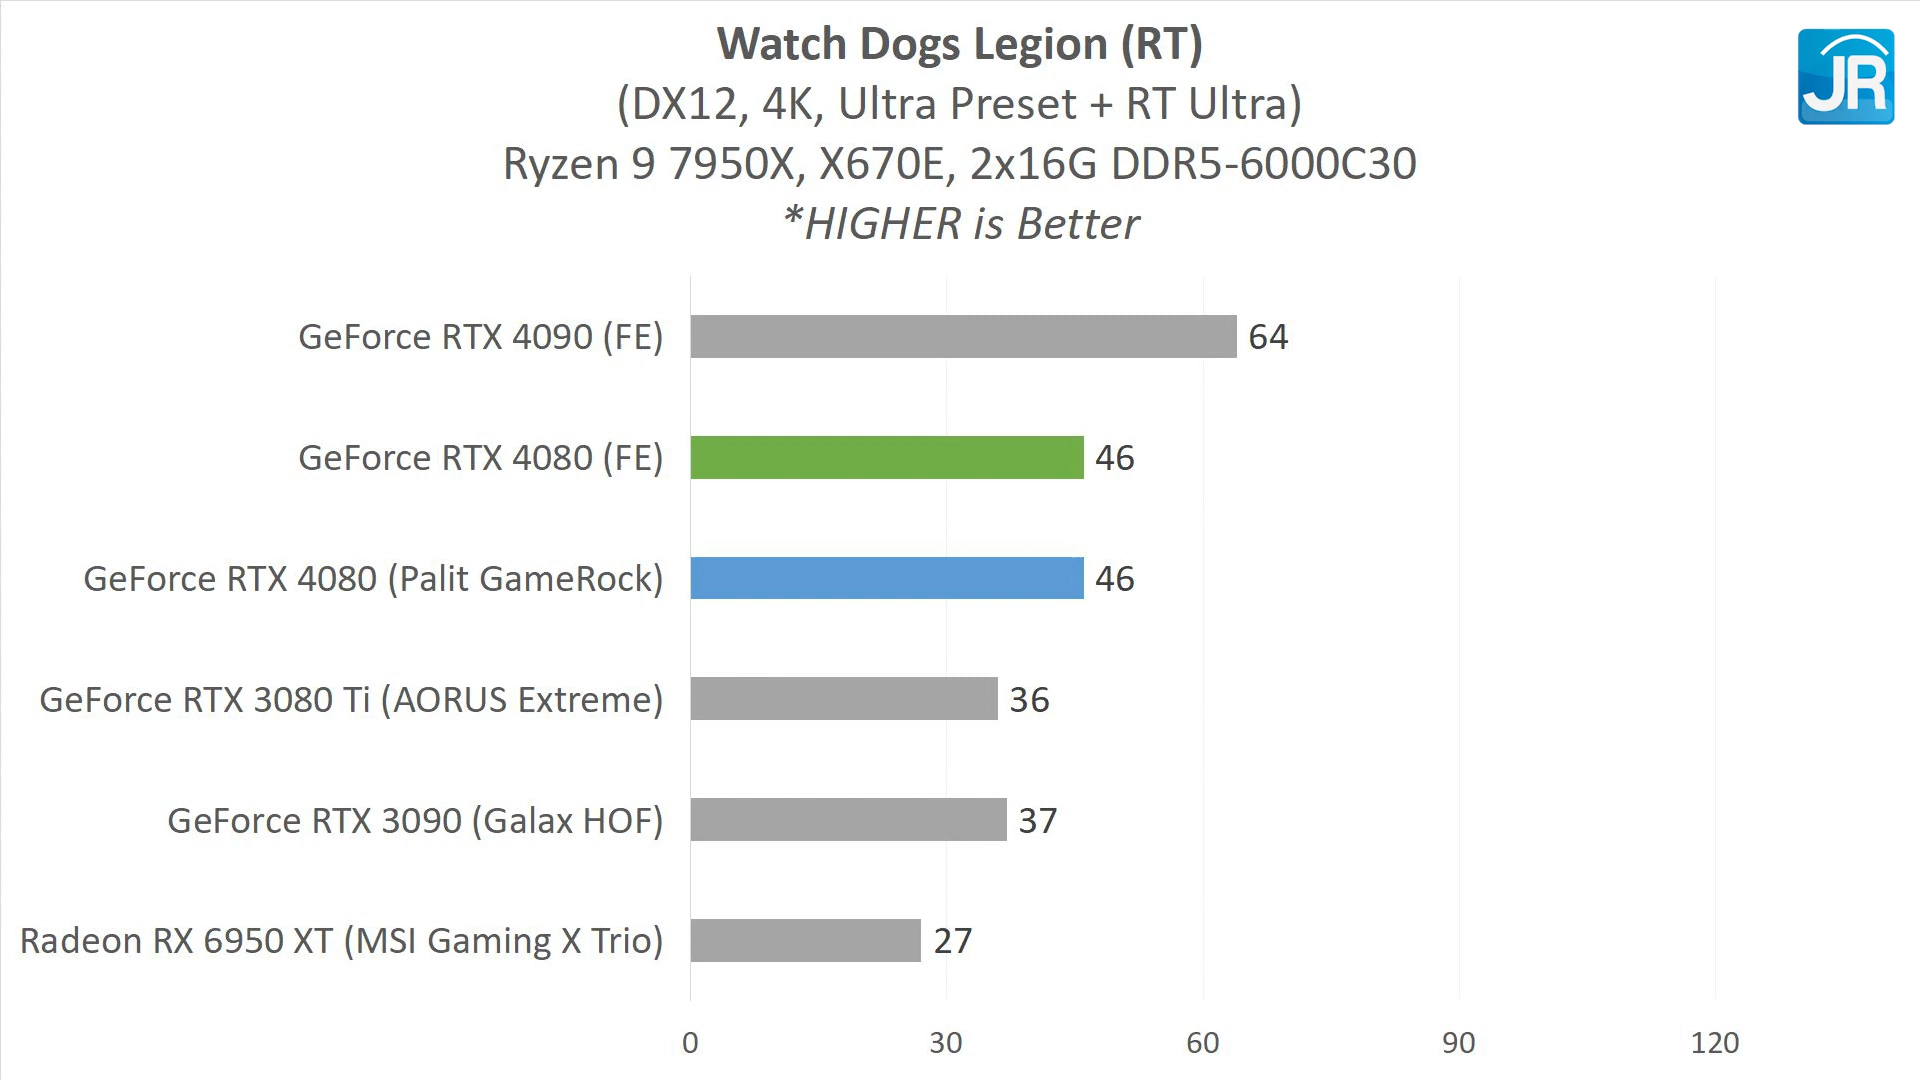 Watch Dogs Legion (RT)
(DX12, 4K, Ultra Preset + RT Ultra)
Ryzen 9 7950X, X670E, 2x16G DDR5-6000C30
*HIGHER is Better
JR
GeForce RTX 4090 (FE) 64
GeForce RTX 4080 (FE) 46
GeForce RTX 4080 (Palit GameRock) 46
GeForce RTX 3080 Ti (AORUS Extreme) 36
GeForce RTX 3090 (Galax HOF) 37
Radeon RX 6950 XT (MSI Gaming X Trio) 27
0 30 60 90 120